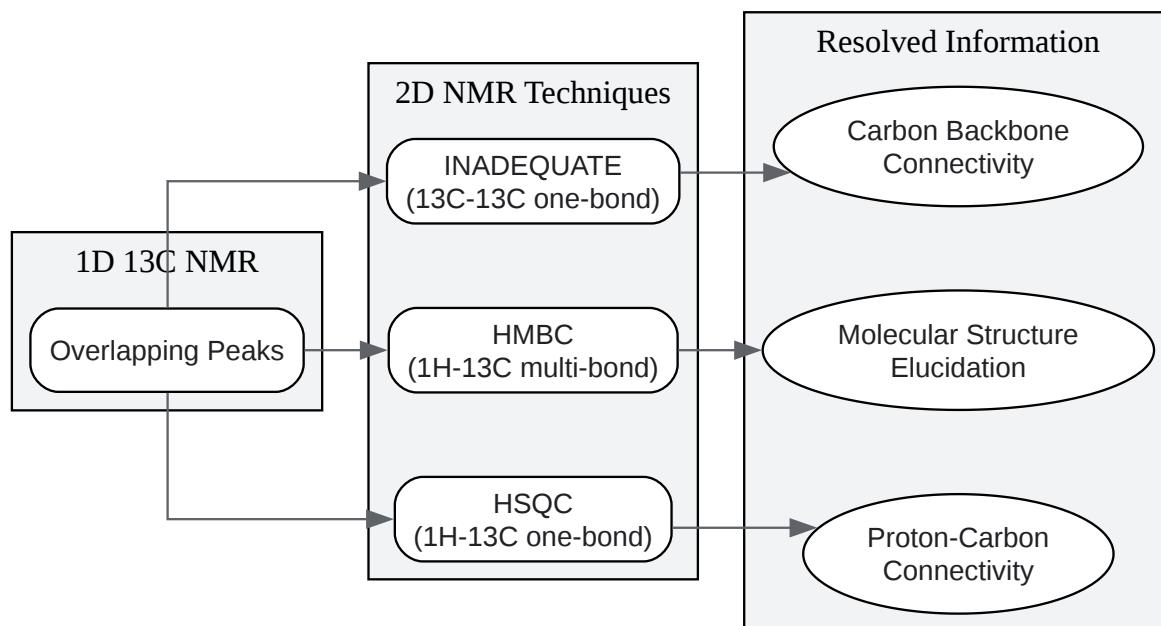 1D 13C NMR
Overlapping Peaks
2D NMR Techniques
INADEQUATE
(13C-13C one-bond)
HMBC
(1H-13C multi-bond)
HSQC
(1H-13C one-bond)
Resolved Information
Carbon Backbone
Connectivity
Molecular Structure
Elucidation
Proton-Carbon
Connectivity